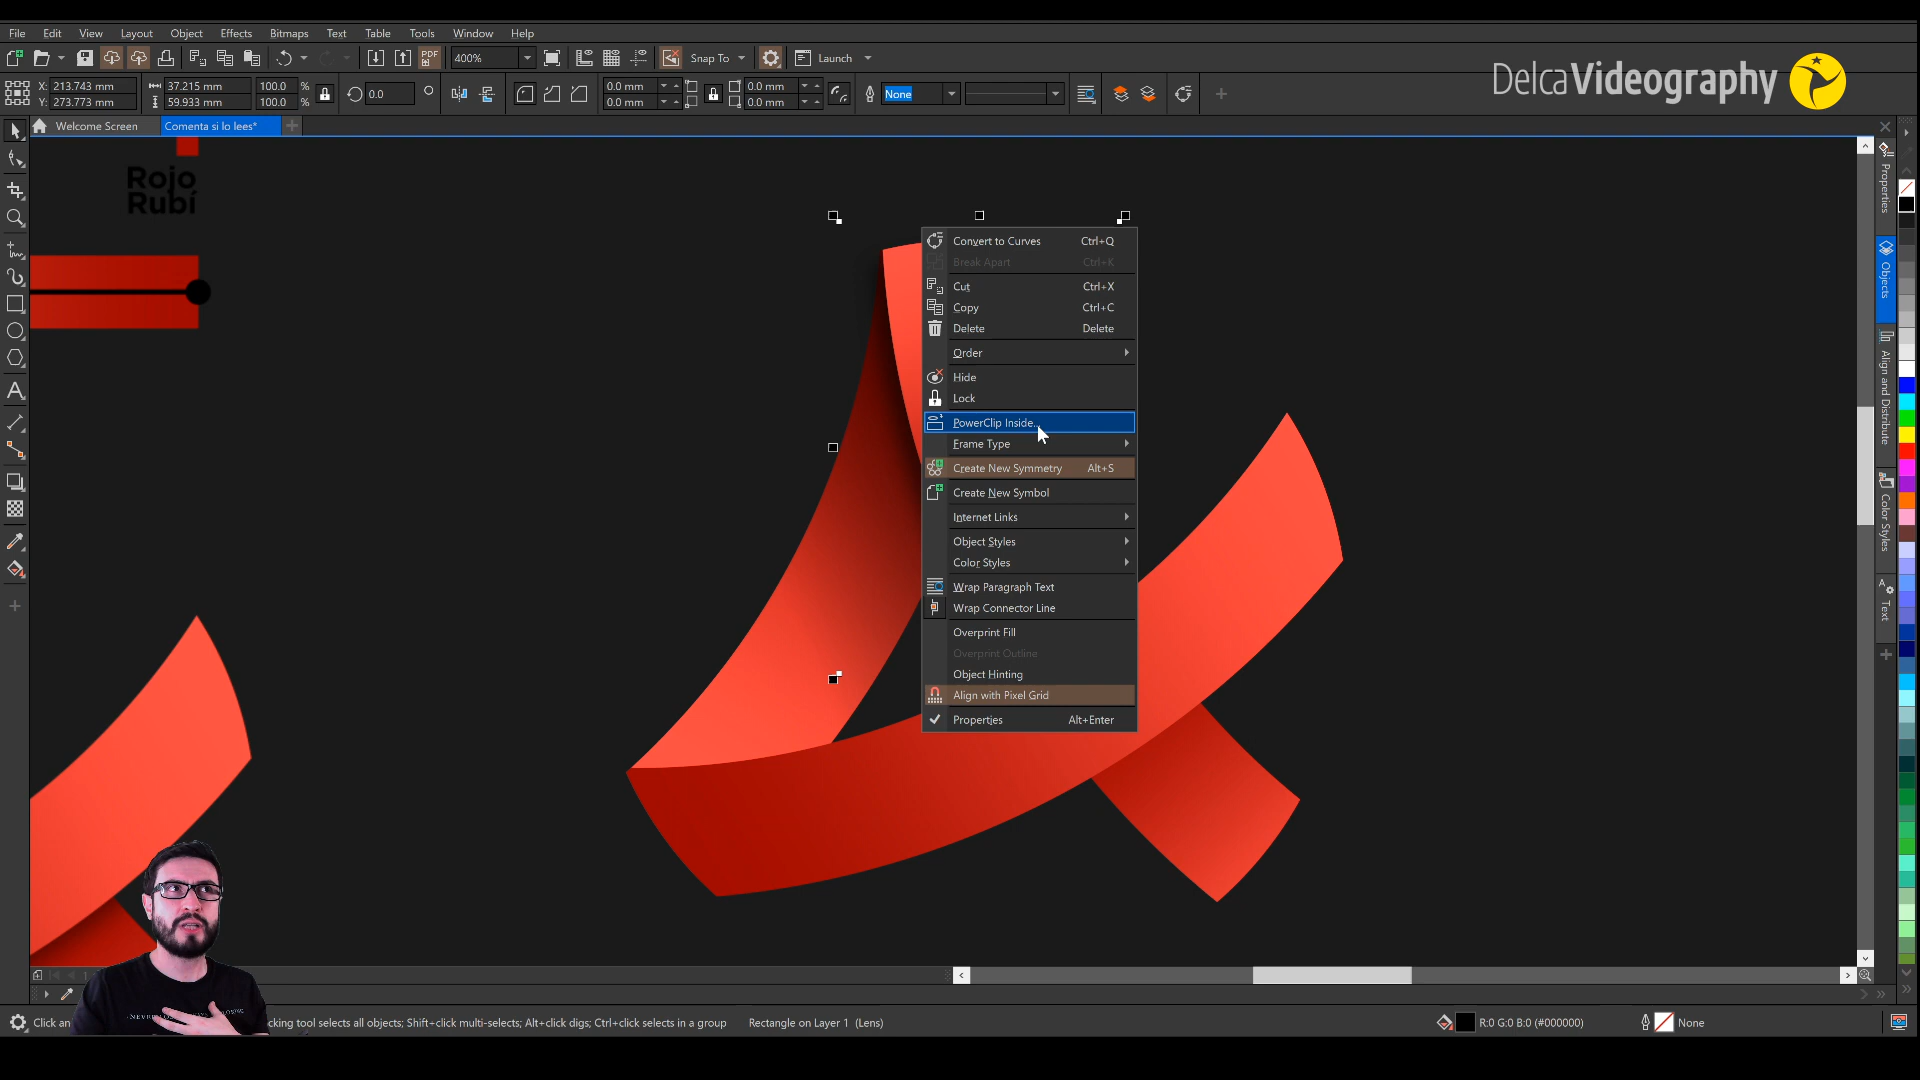 File Edit View Layout Object Effects Bitmaps Text Table Tools Window Help
PDF 400% Snap To Launch
DelcaVideography
X: 213.743 mm 37.215 mm 100.0 % 0.0 0.0 mm 0.0 mm None
Y: 273.773 mm 59.933 mm 100.0 % 0.0 mm 0.0 mm
Welcome Screen Comenta si lo lees*
Rojo
Rubí
Convert to Curves Ctrl+Q
Break Apart Ctrl+K
Cut Ctrl+X
Copy Ctrl+C
Delete Delete
Order
Hide
Lock
PowerClip Inside...
Frame Type
Create New Symmetry Alt+S
Create New Symbol
Internet Links
Object Styles
Color Styles
Wrap Paragraph Text
Wrap Connector Line
Overprint Fill
Overprint Outline
Object Hinting
Align with Pixel Grid
Properties Alt+Enter
Properties
Objects
Align and Distribute
Color Styles
Text
Click an cking tool selects all objects; Shift+click multi-selects; Alt+click digs; Ctrl+click selects in a group Rectangle on Layer 1 (Lens) R:0 G:0 B:0 (#000000) None